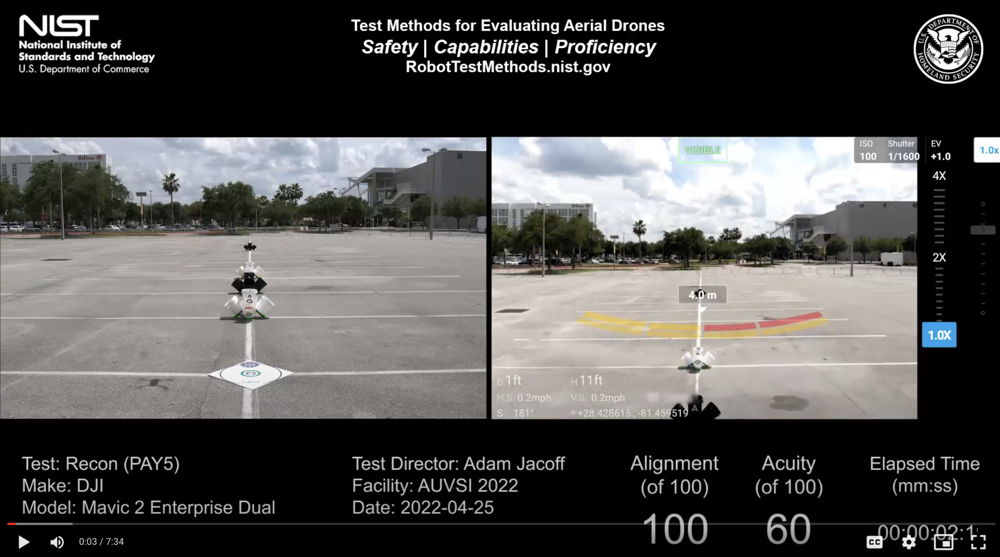 NIST
National Institute of
Standards and Technology
U.S. Department of Commerce
Test Methods for Evaluating Aerial Drones
Safety | Capabilities | Proficiency
RobotTestMethods.nist.gov
U.S. DEPARTMENT OF
HOMELAND SECURITY
Hilton
A
A
A
NIST
VISIBLE
ISO
100
Shutter
1/1600
EV
+1.0
1.0x
4X
2X
1.0X
Hilton
4.0 m
A
D 1ft H 11ft
H.S. 0.2mph V.S. 0.2mph
S 181° +28.428616, -81.459519
A
Test: Recon (PAY5)
Make: DJI
Model: Mavic 2 Enterprise Dual
Test Director: Adam Jacoff
Facility: AUVSI 2022
Date: 2022-04-25
Alignment
(of 100)
100
Acuity
(of 100)
60
Elapsed Time
(mm:ss)
00:00:02:1
0:03 / 7:34
CC